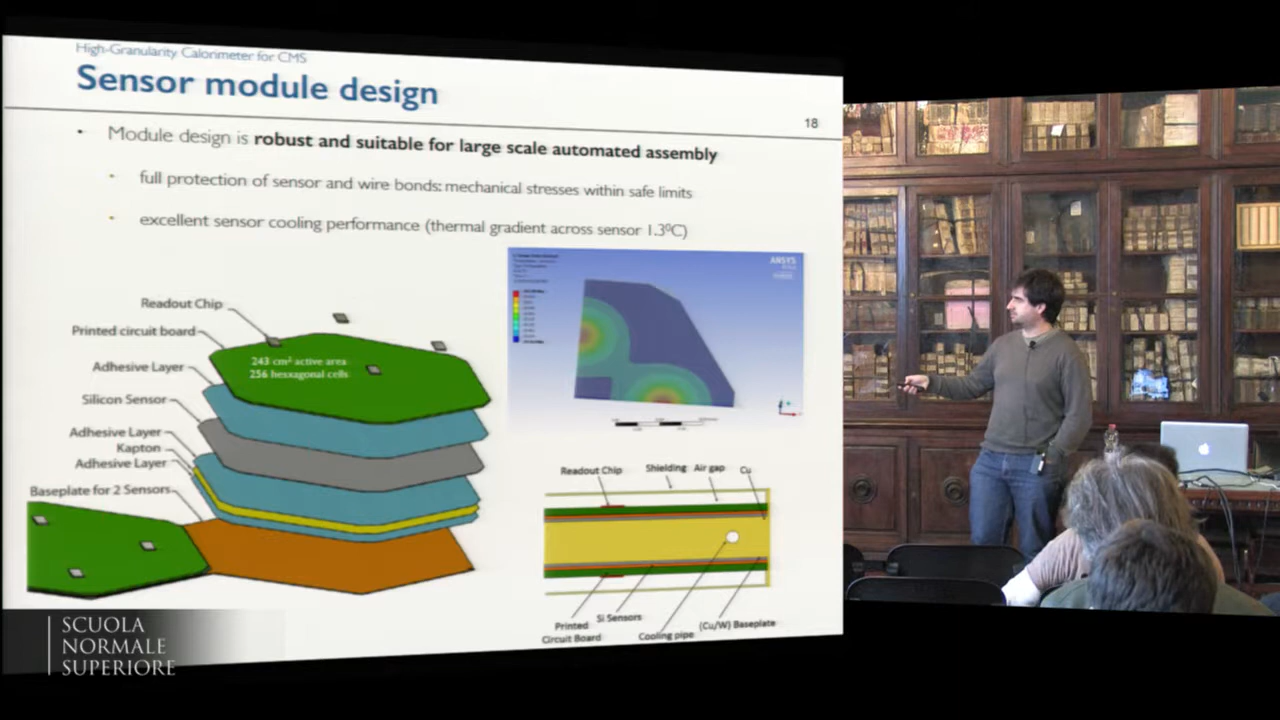 High-Granularity Calorimeter for CMS
Sensor module design
18
• Module design is robust and suitable for large scale automated assembly
• full protection of sensor and wire bonds: mechanical stresses within safe limits
• excellent sensor cooling performance (thermal gradient across sensor 1.3⁰C)
ANSYS
Readout Chip
Printed circuit board
243 cm² active area
256 hexxagonal cells
Adhesive Layer
Silicon Sensor
Adhesive Layer
Kapton
Adhesive Layer
Baseplate for 2 Sensors
Readout Chip
Shielding
Air gap
Cu
Printed
Circuit Board
Si Sensors
Cooling pipe
(Cu/W) Baseplate
SCUOLA
NORMALE
SUPERIORE